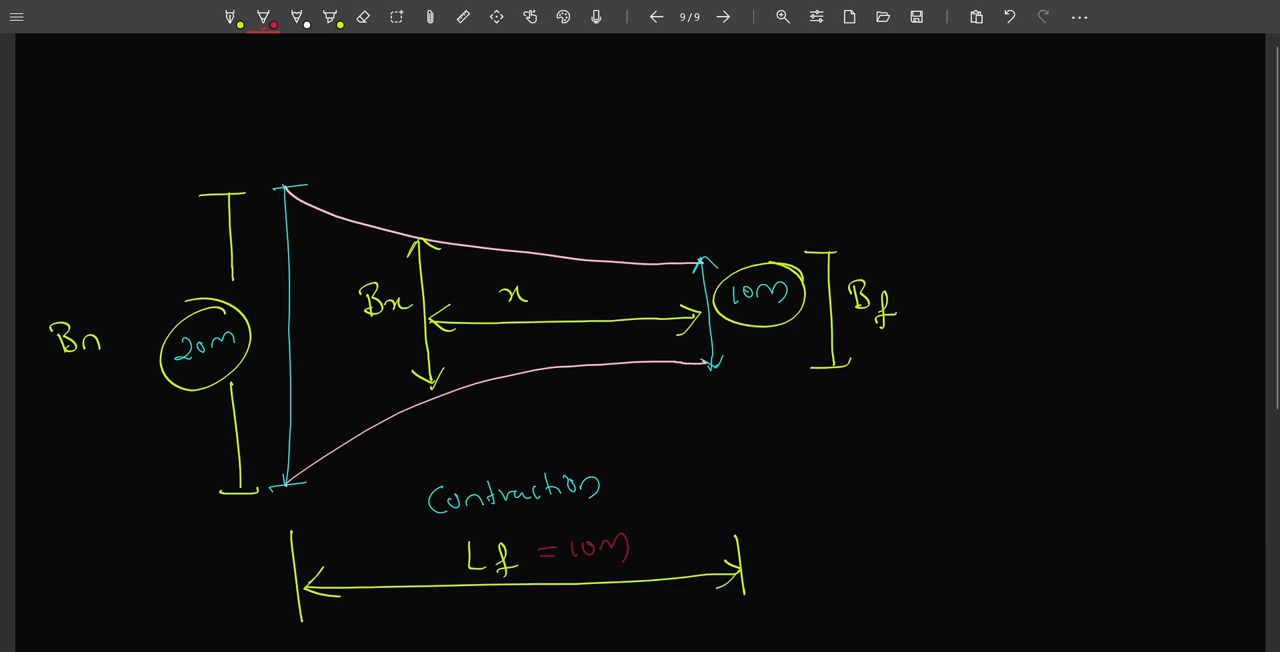 9/9
Bn
20m
Bx
x
10m
Bf
Contraction
Lf = 10m